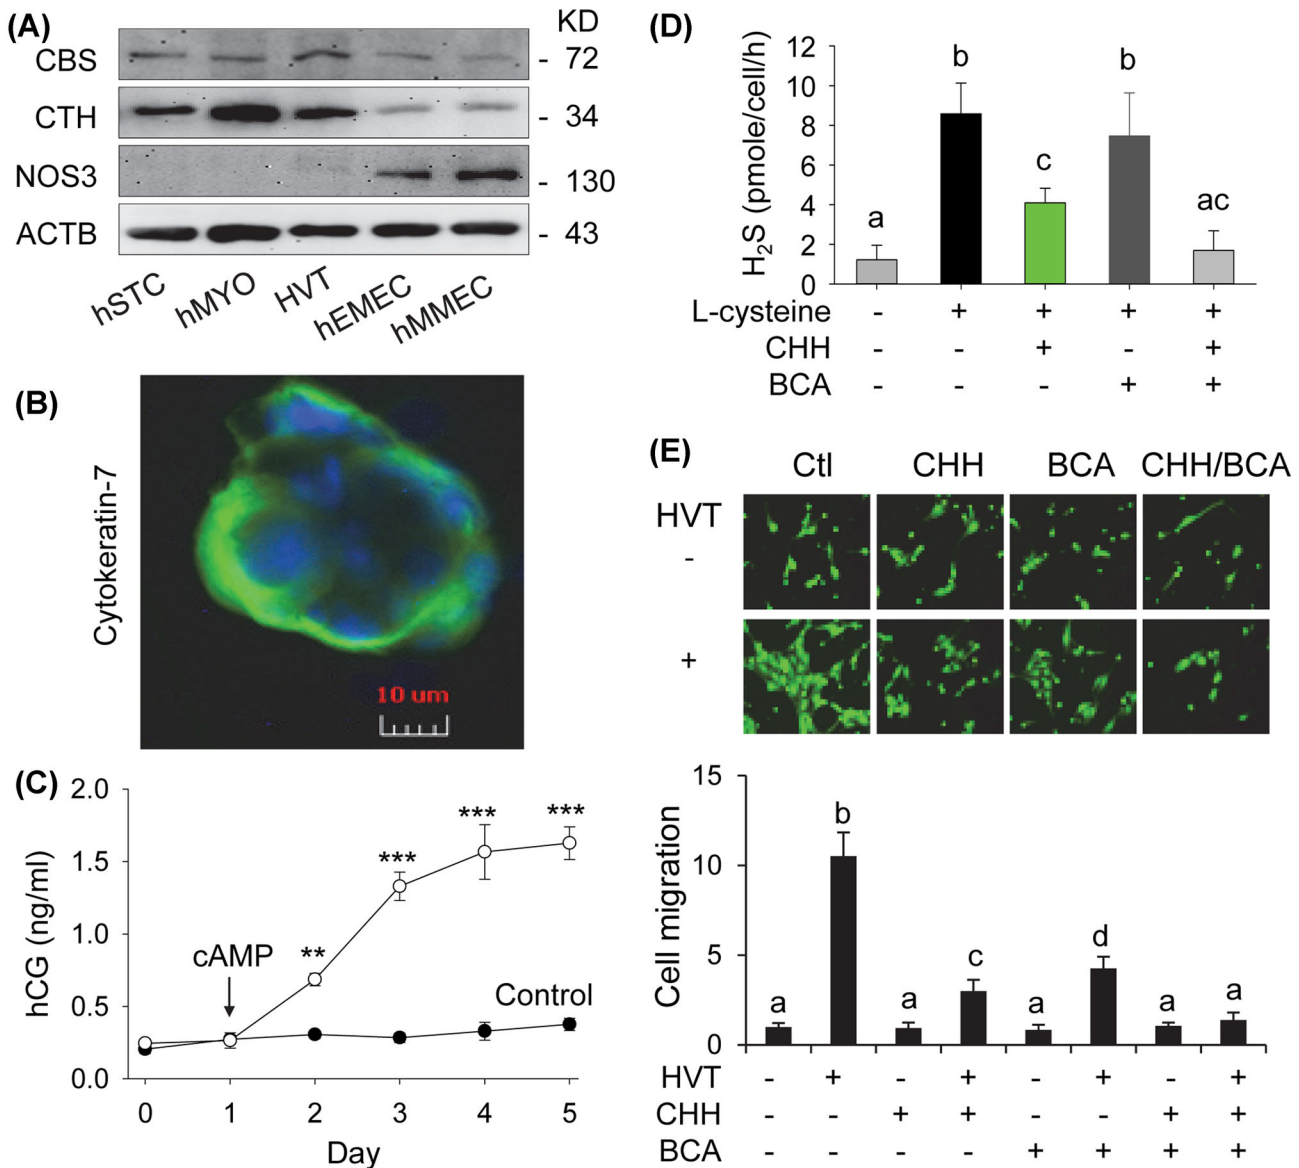 (A)
KD
CBS - 72
CTH - 34
NOS3 - 130
ACTB - 43
hSTC hMYO HVT hEMEC hMMEC
(B)
Cytokeratin-7
10 um
(C)
hCG (ng/ml)
2.0
1.5
1.0
0.5
0.0
cAMP
**
***
***
***
Control
0 1 2 3 4 5
Day
(D)
H2S (pmole/cell/h)
12
10
8
6
4
2
0
a b c b ac
L-cysteine - + + + +
CHH - - + - +
BCA - - - + +
(E)
Ctl CHH BCA CHH/BCA
HVT
-
+
Cell migration
15
10
5
0
a b a c a d a a
HVT - + - + - + - +
CHH - - + + - - + +
BCA - - - - + + + +